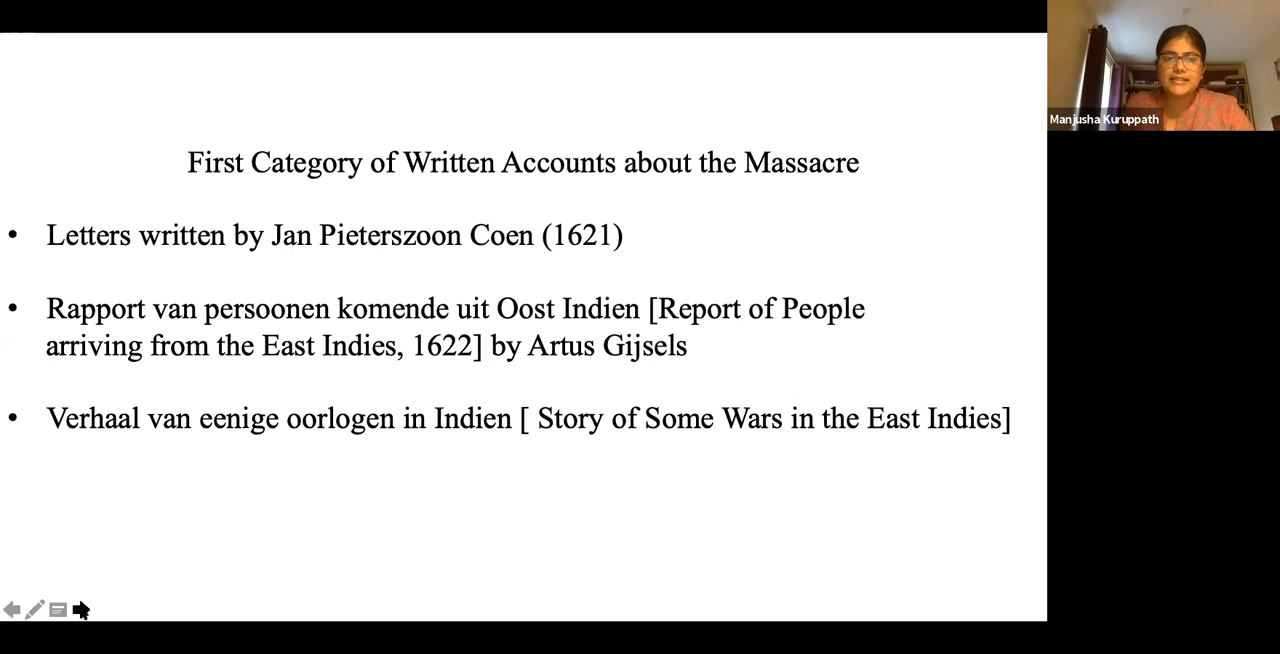 First Category of Written Accounts about the Massacre
• Letters written by Jan Pieterszoon Coen (1621)
• Rapport van persoonen komende uit Oost Indien [Report of People
arriving from the East Indies, 1622] by Artus Gijsels
• Verhaal van eenige oorlogen in Indien [ Story of Some Wars in the East Indies]
Manjusha Kuruppath